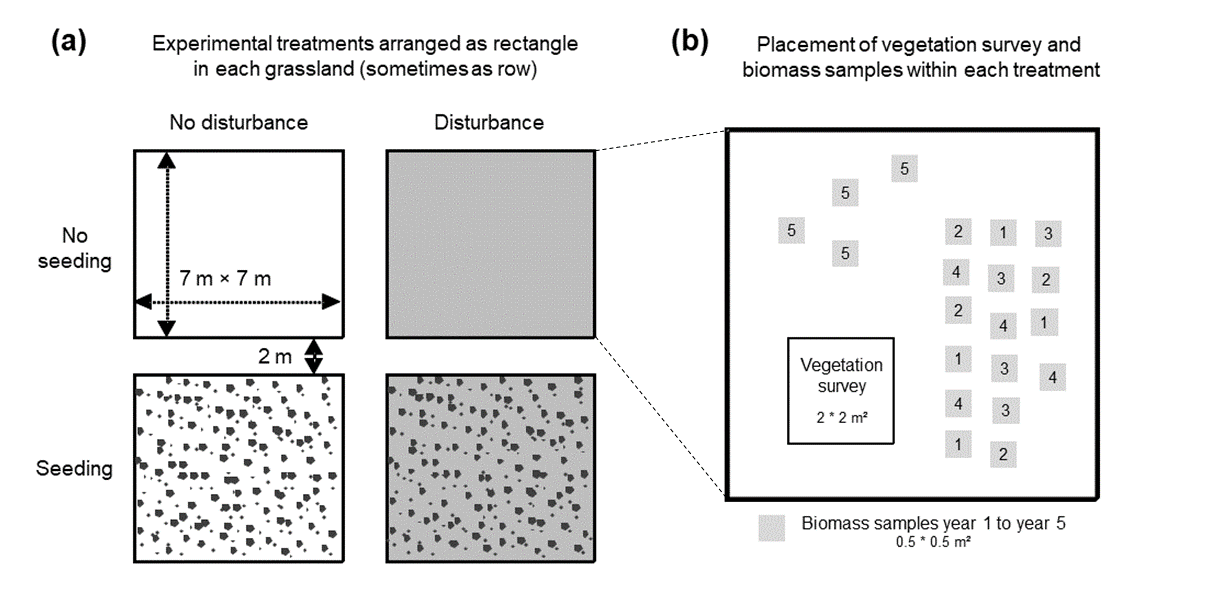 (a)
Experimental treatments arranged as rectangle
in each grassland (sometimes as row)
No disturbance
Disturbance
No
seeding
7 m × 7 m
2 m
Seeding
(b)
Placement of vegetation survey and
biomass samples within each treatment
5
5
5
5
2 1 3
4 3 2
2 4 1
1 3 4
4 3
1 2
Vegetation
survey
2 * 2 m²
Biomass samples year 1 to year 5
0.5 * 0.5 m²